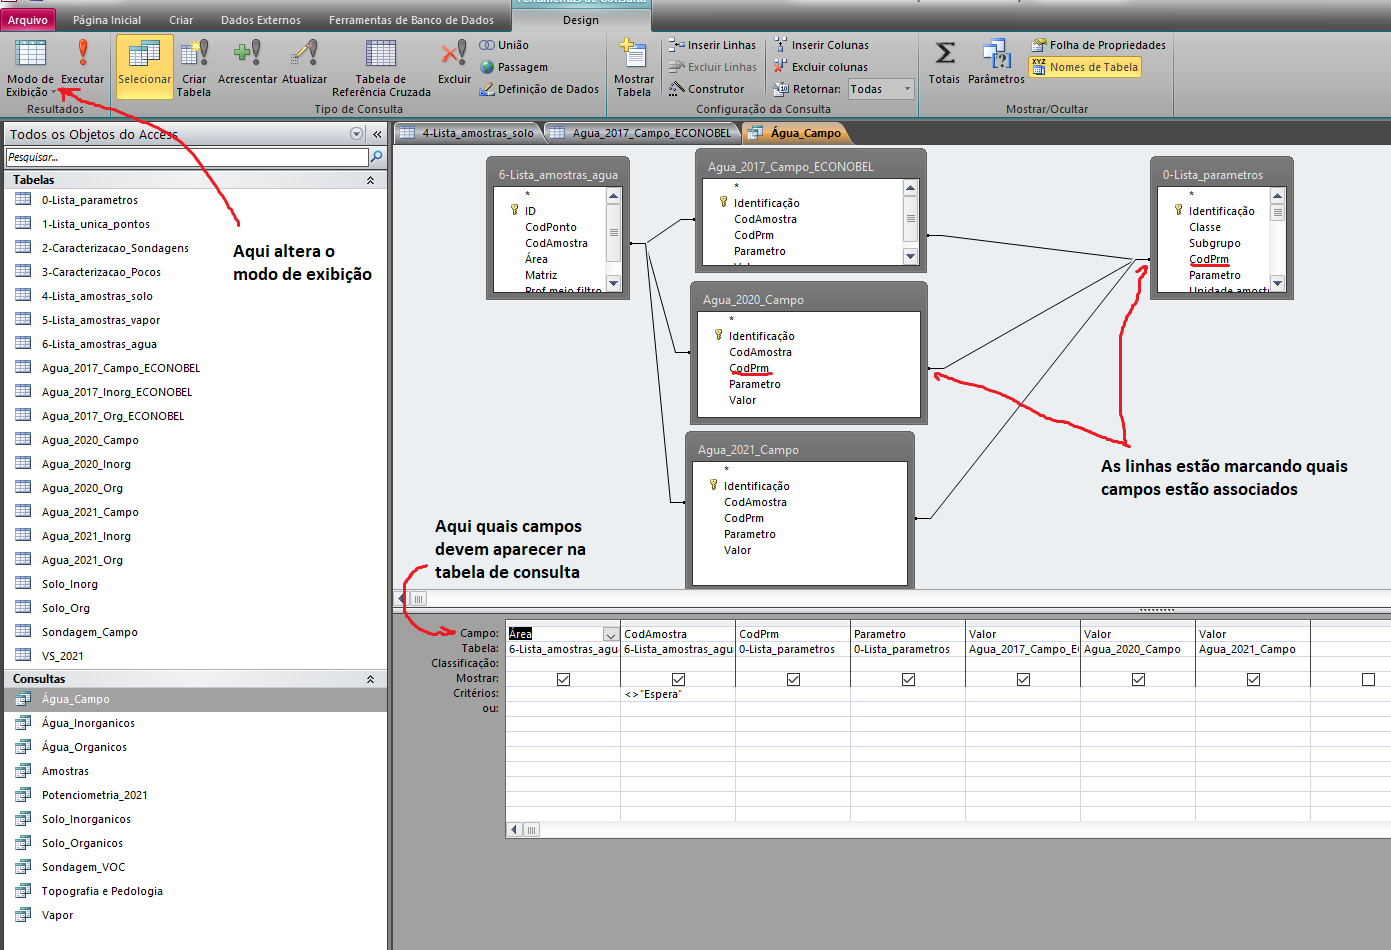 Ferramentas de Consulta
Arquivo Página Inicial Criar Dados Externos Ferramentas de Banco de Dados Design
Modo de Exibição
Executar
Resultados
Selecionar
Criar Tabela
Acrescentar
Atualizar
Tabela de Referência Cruzada
Excluir
União
Passagem
Definição de Dados
Tipo de Consulta
Mostrar Tabela
Inserir Linhas
Excluir Linhas
Construtor
Inserir Colunas
Excluir colunas
Retornar: Todas
Configuração da Consulta
Totais
Parâmetros
Folha de Propriedades
XYZ Nomes de Tabela
Mostrar/Ocultar
Todos os Objetos do Access
Pesquisar...
Tabelas
0-Lista_parametros
1-Lista_unica_pontos
2-Caracterizacao_Sondagens
3-Caracterizacao_Pocos
4-Lista_amostras_solo
5-Lista_amostras_vapor
6-Lista_amostras_agua
Agua_2017_Campo_ECONOBEL
Agua_2017_Inorg_ECONOBEL
Agua_2017_Org_ECONOBEL
Agua_2020_Campo
Agua_2020_Inorg
Agua_2020_Org
Agua_2021_Campo
Agua_2021_Inorg
Agua_2021_Org
Solo_Inorg
Solo_Org
Sondagem_Campo
VS_2021
Consultas
Água_Campo
Água_Inorganicos
Água_Organicos
Amostras
Potenciometria_2021
Solo_Inorganicos
Solo_Organicos
Sondagem_VOC
Topografia e Pedologia
Vapor
Aqui altera o
modo de exibição
4-Lista_amostras_solo Agua_2017_Campo_ECONOBEL Água_Campo
6-Lista_amostras_agua
*
ID
CodPonto
CodAmostra
Área
Matriz
Prof meio filtro
Agua_2017_Campo_ECONOBEL
*
Identificação
CodAmostra
CodPrm
Parametro
Valor
0-Lista_parametros
*
Identificação
Classe
Subgrupo
CodPrm
Parametro
Unidade amost
Agua_2020_Campo
*
Identificação
CodAmostra
CodPrm
Parametro
Valor
Agua_2021_Campo
*
Identificação
CodAmostra
CodPrm
Parametro
Valor
As linhas estão marcando quais
campos estão associados
Aqui quais campos
devem aparecer na
tabela de consulta
Campo: Área CodAmostra CodPrm Parametro Valor Valor Valor
Tabela: 6-Lista_amostras_agua 6-Lista_amostras_agua 0-Lista_parametros 0-Lista_parametros Agua_2017_Campo_E Agua_2020_Campo Agua_2021_Campo
Classificação:
Mostrar:
Critérios: <>"Espera"
ou: